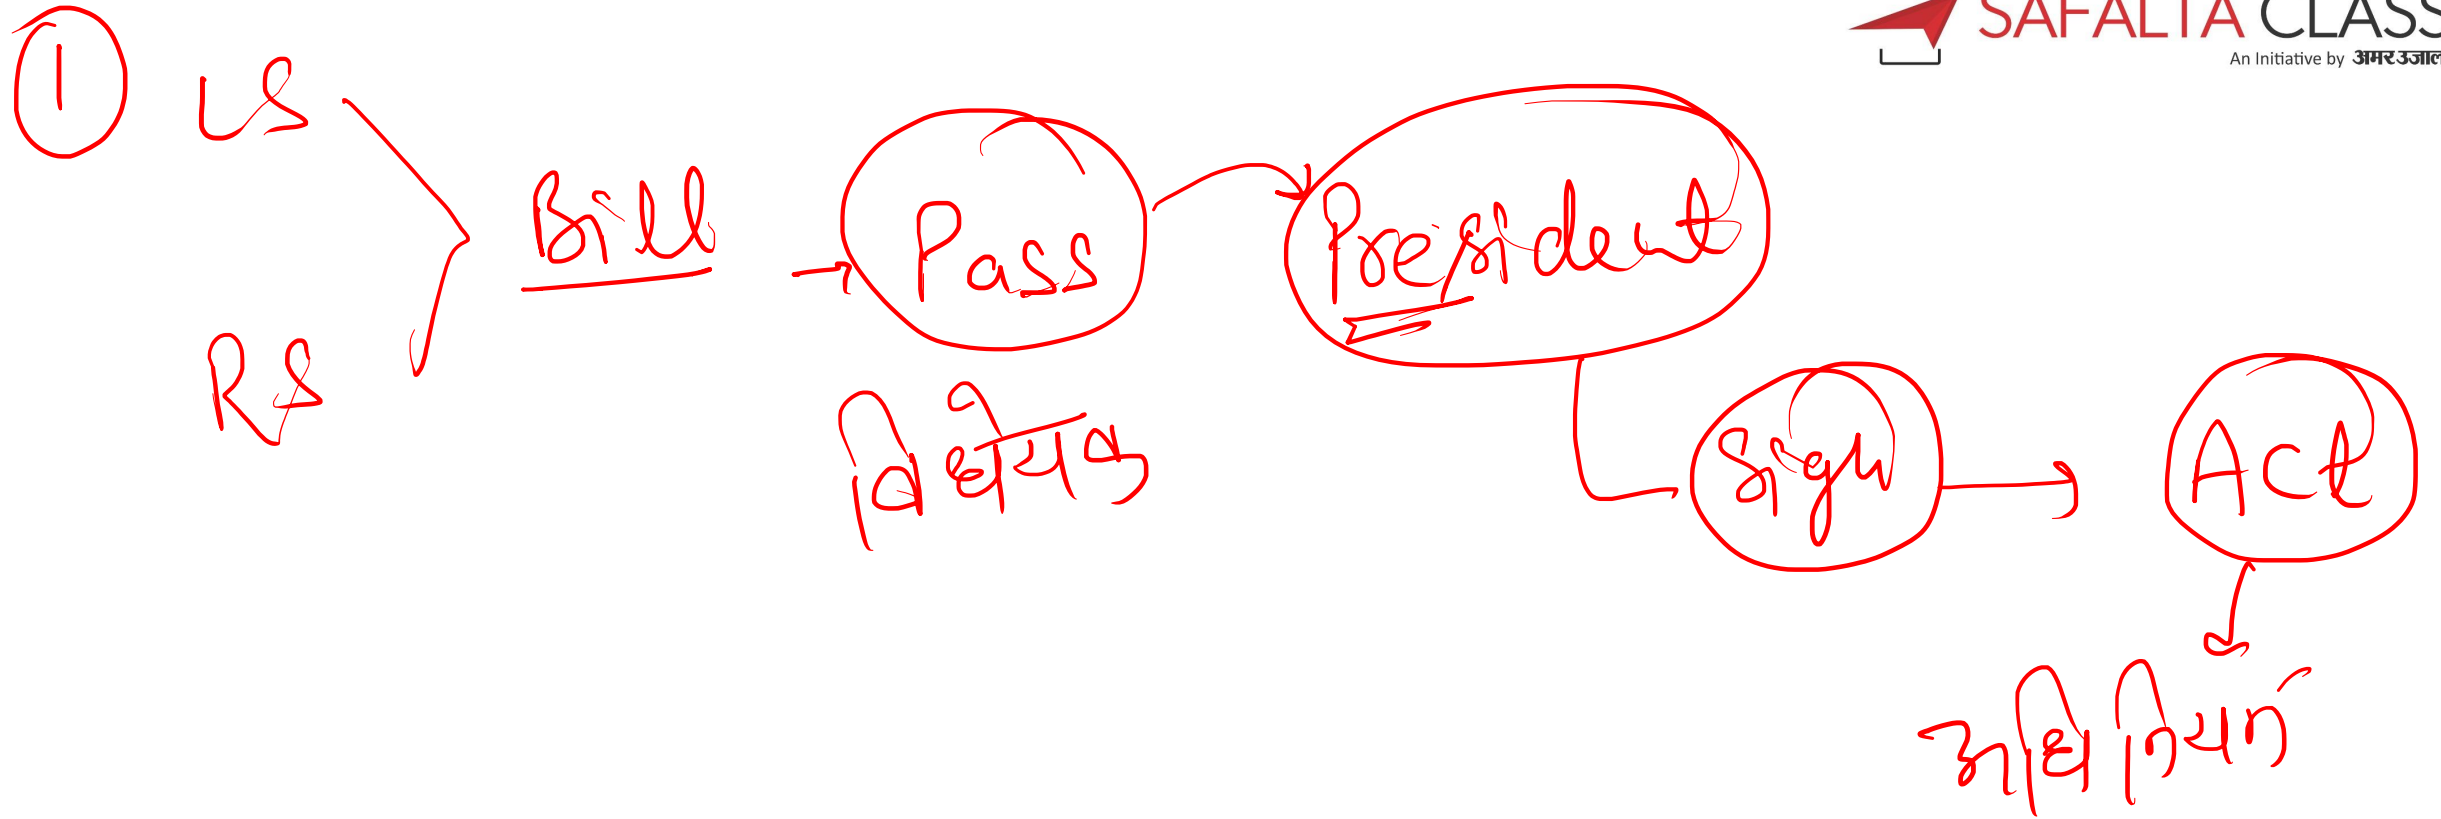 SAFALTA CLASS
An Initiative by अमर उजाल
1
LS
Bill
Pass
President
RS
विधेयक
Sign
Act
अधिनियम